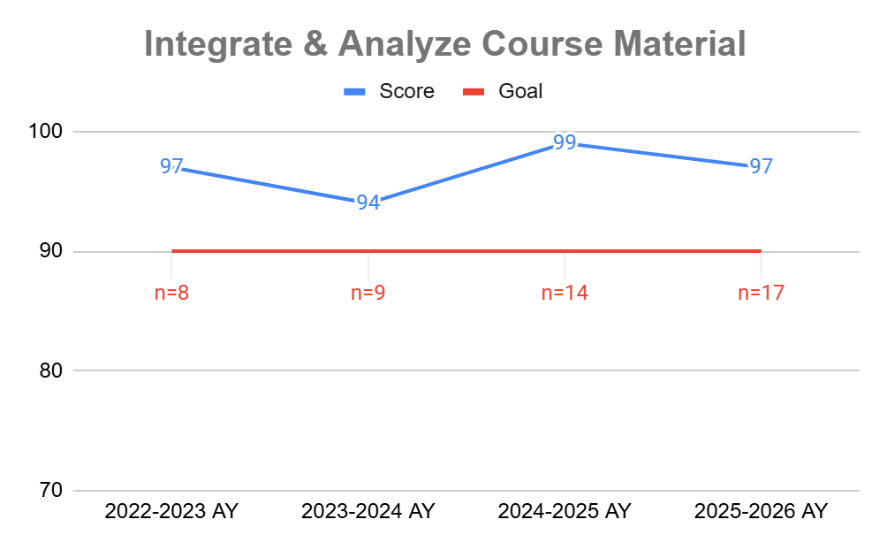 Integrate & Analyze Course Material
Score Goal
100
97 94 99 97
90
n=8 n=9 n=14 n=17
80
70
2022-2023 AY 2023-2024 AY 2024-2025 AY 2025-2026 AY